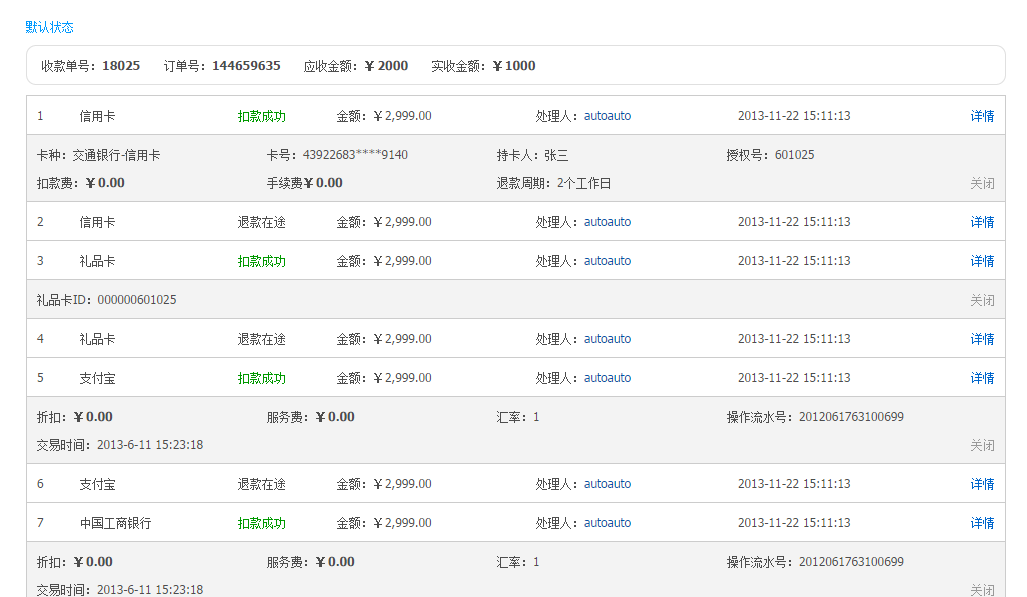 默认状态
收款单号：18025 订单号：144659635 应收金额：￥2000 实收金额：￥1000
1 信用卡 扣款成功 金额：￥2,999.00 处理人：autoauto 2013-11-22 15:11:13 详情
卡种：交通银行-信用卡 卡号：43922683****9140 持卡人：张三 授权号：601025
扣款费：￥0.00 手续费￥0.00 退款周期：2个工作日 关闭
2 信用卡 退款在途 金额：￥2,999.00 处理人：autoauto 2013-11-22 15:11:13 详情
3 礼品卡 扣款成功 金额：￥2,999.00 处理人：autoauto 2013-11-22 15:11:13 详情
礼品卡ID：000000601025 关闭
4 礼品卡 退款在途 金额：￥2,999.00 处理人：autoauto 2013-11-22 15:11:13 详情
5 支付宝 扣款成功 金额：￥2,999.00 处理人：autoauto 2013-11-22 15:11:13 详情
折扣：￥0.00 服务费：￥0.00 汇率：1 操作流水号：2012061763100699
交易时间：2013-6-11 15:23:18 关闭
6 支付宝 退款在途 金额：￥2,999.00 处理人：autoauto 2013-11-22 15:11:13 详情
7 中国工商银行 扣款成功 金额：￥2,999.00 处理人：autoauto 2013-11-22 15:11:13 详情
折扣：￥0.00 服务费：￥0.00 汇率：1 操作流水号：2012061763100699
交易时间：2013-6-11 15:23:18 关闭